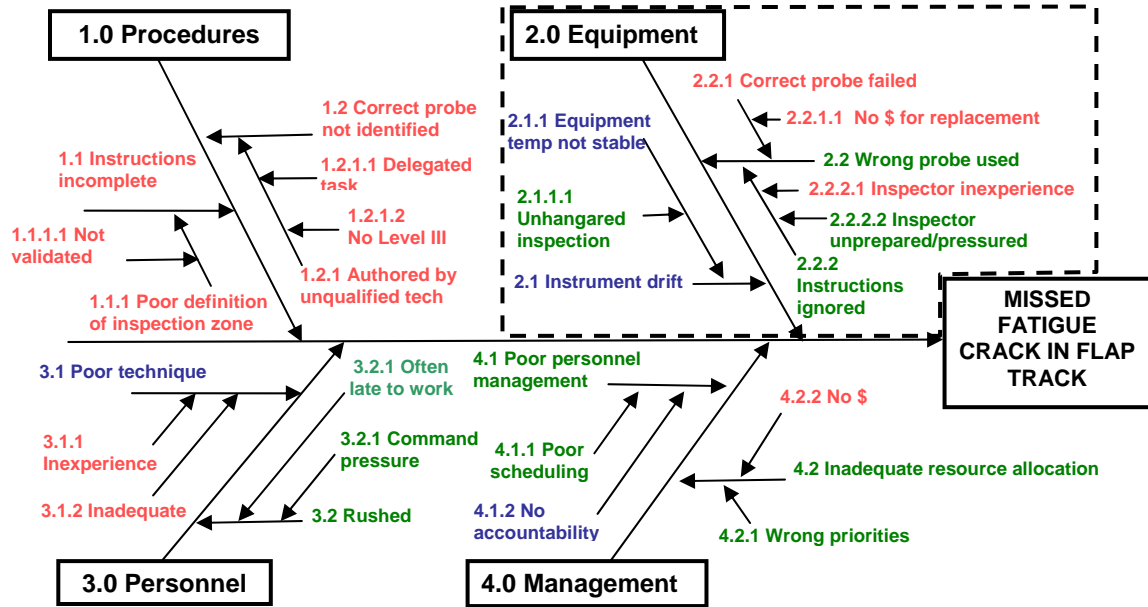 1.0 Procedures
2.0 Equipment
1.2 Correct probe
not identified
1.1 Instructions
incomplete
1.2.1.1 Delegated
task
1.2.1.2
No Level III
1.1.1.1 Not
validated
1.2.1 Authored by
unqualified tech
1.1.1 Poor definition
of inspection zone
2.2.1 Correct probe failed
2.1.1 Equipment
temp not stable
2.2.1.1 No $ for replacement
2.2 Wrong probe used
2.2.2.1 Inspector inexperience
2.1.1.1
Unhangared
inspection
2.2.2.2 Inspector
unprepared/pressured
2.2.2
Instructions
ignored
2.1 Instrument drift
MISSED
FATIGUE
CRACK IN FLAP
TRACK
3.1 Poor technique
3.2.1 Often
late to work
3.1.1
Inexperience
3.2.1 Command
pressure
3.1.2 Inadequate
3.2 Rushed
3.0 Personnel
4.1 Poor personnel
management
4.2.2 No $
4.1.1 Poor
scheduling
4.2 Inadequate resource allocation
4.1.2 No
accountability
4.2.1 Wrong priorities
4.0 Management